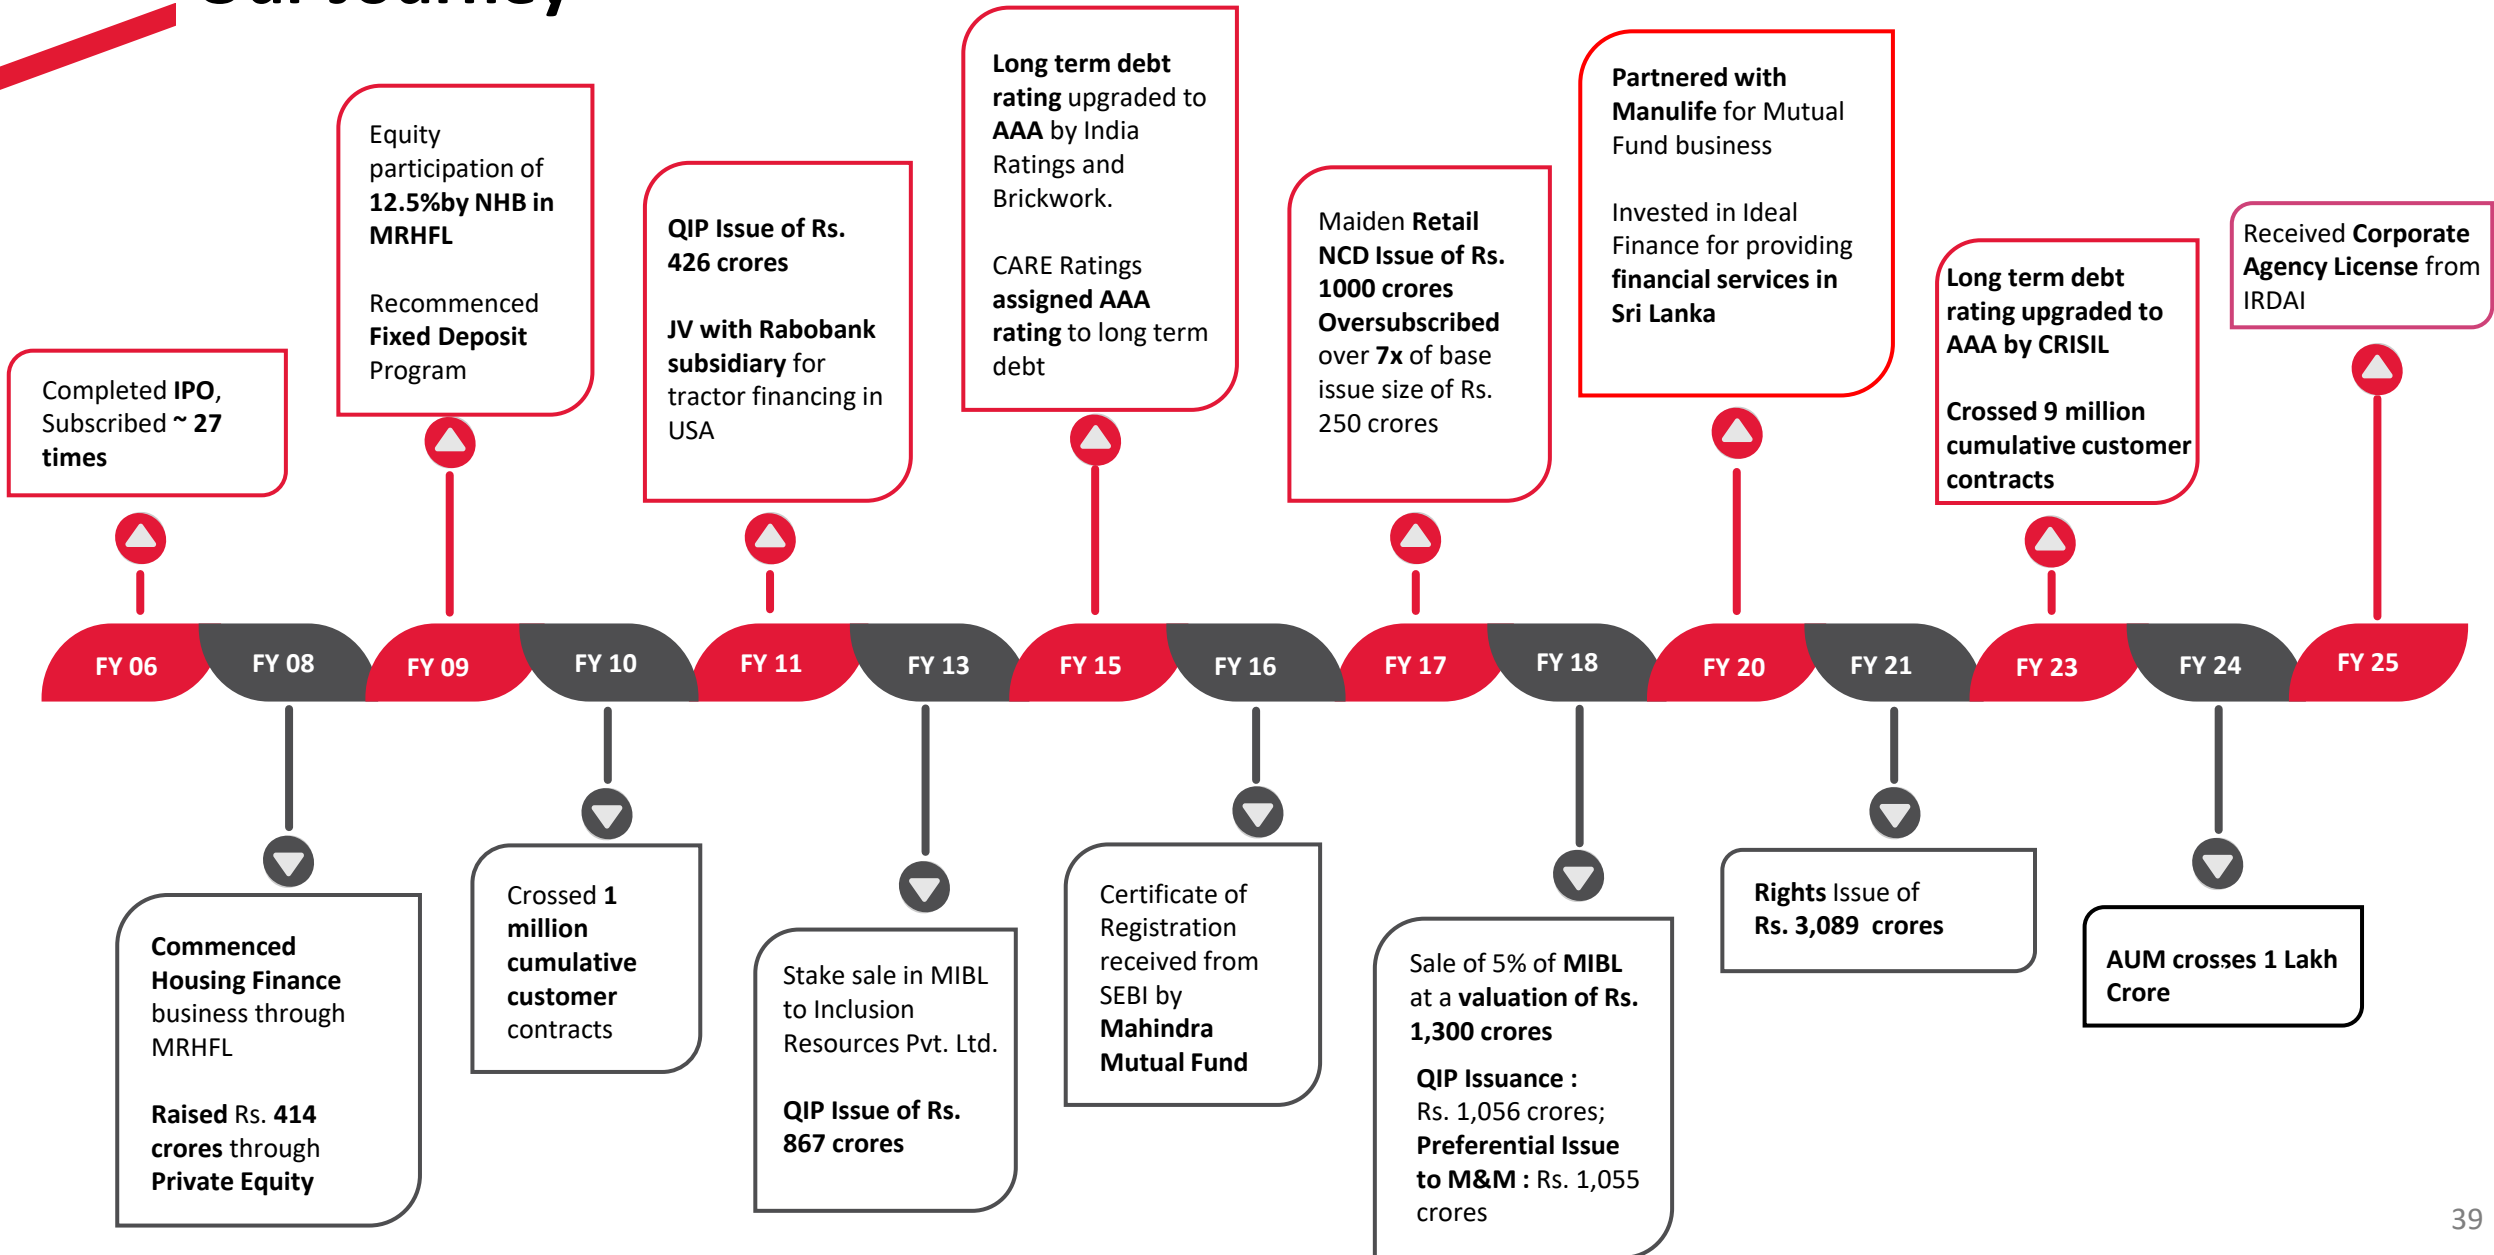 Our Journey
Long term debt
rating upgraded to
AAA by India
Ratings and
Brickwork.
CARE Ratings
assigned AAA
rating to long term
debt
Partnered with
Manulife for Mutual
Fund business
Invested in Ideal
Finance for providing
financial services in
Sri Lanka
Equity
participation of
12.5%by NHB in
MRHFL
Recommenced
Fixed Deposit
Program
QIP Issue of Rs.
426 crores
JV with Rabobank
subsidiary for
tractor financing in
USA
Maiden Retail
NCD Issue of Rs.
1000 crores
Oversubscribed
over 7x of base
issue size of Rs.
250 crores
Received Corporate
Agency License from
IRDAI
Long term debt
rating upgraded to
AAA by CRISIL
Crossed 9 million
cumulative customer
contracts
Completed IPO,
Subscribed ~ 27
times
FY 06
FY 08
FY 09
FY 10
FY 11
FY 13
FY 15
FY 16
FY 17
FY 18
FY 20
FY 21
FY 23
FY 24
FY 25
Commenced
Housing Finance
business through
MRHFL
Raised Rs. 414
crores through
Private Equity
Crossed 1
million
cumulative
customer
contracts
Stake sale in MIBL
to Inclusion
Resources Pvt. Ltd.
QIP Issue of Rs.
867 crores
Certificate of
Registration
received from
SEBI by
Mahindra
Mutual Fund
Sale of 5% of MIBL
at a valuation of Rs.
1,300 crores
QIP Issuance :
Rs. 1,056 crores;
Preferential Issue
to M&M : Rs. 1,055
crores
Rights Issue of
Rs. 3,089 crores
AUM crosses 1 Lakh
Crore
39